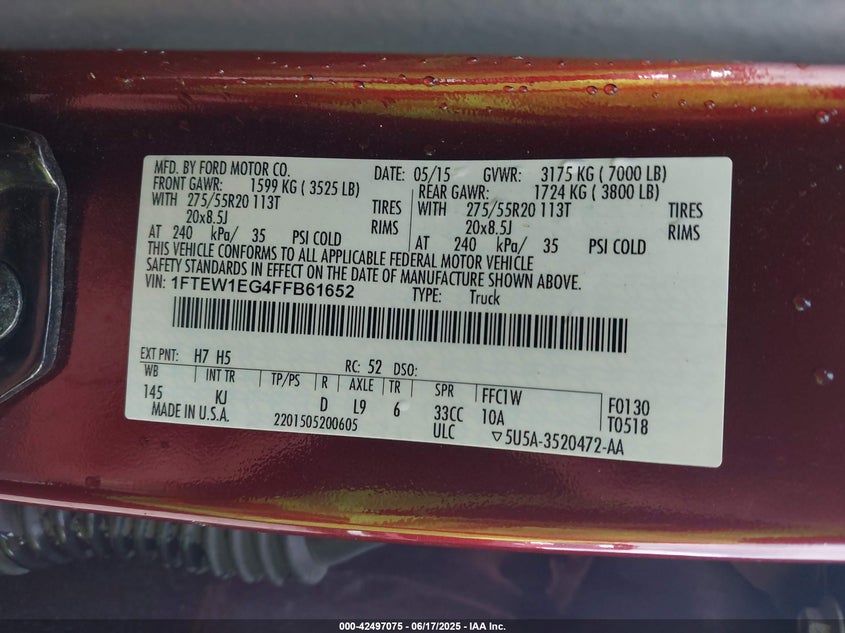 MFD. BY FORD MOTOR CO. DATE: 05/15 GVWR: 3175 KG ( 7000 LB)
FRONT GAWR: 1599 KG ( 3525 LB) REAR GAWR: 1724 KG ( 3800 LB)
WITH 275/55R20 113T TIRES WITH 275/55R20 113T TIRES
20x8.5J RIMS 20x8.5J RIMS
AT 240 kPa/ 35 PSI COLD AT 240 kPa/ 35 PSI COLD
THIS VEHICLE CONFORMS TO ALL APPLICABLE FEDERAL MOTOR VEHICLE
SAFETY STANDARDS IN EFFECT ON THE DATE OF MANUFACTURE SHOWN ABOVE.
VIN: 1FTEW1EG4FFB61652 TYPE: Truck
EXT PNT: H7 H5 RC: 52 DSO:
WB INT TR TP/PS R AXLE TR SPR FFC1W F0130
145 KJ D L9 6 33CC 10A T0518
MADE IN U.S.A. 2201505200605 ULC ▽5U5A-3520472-AA
000-42497075 - 06/17/2025 - IAA Inc.